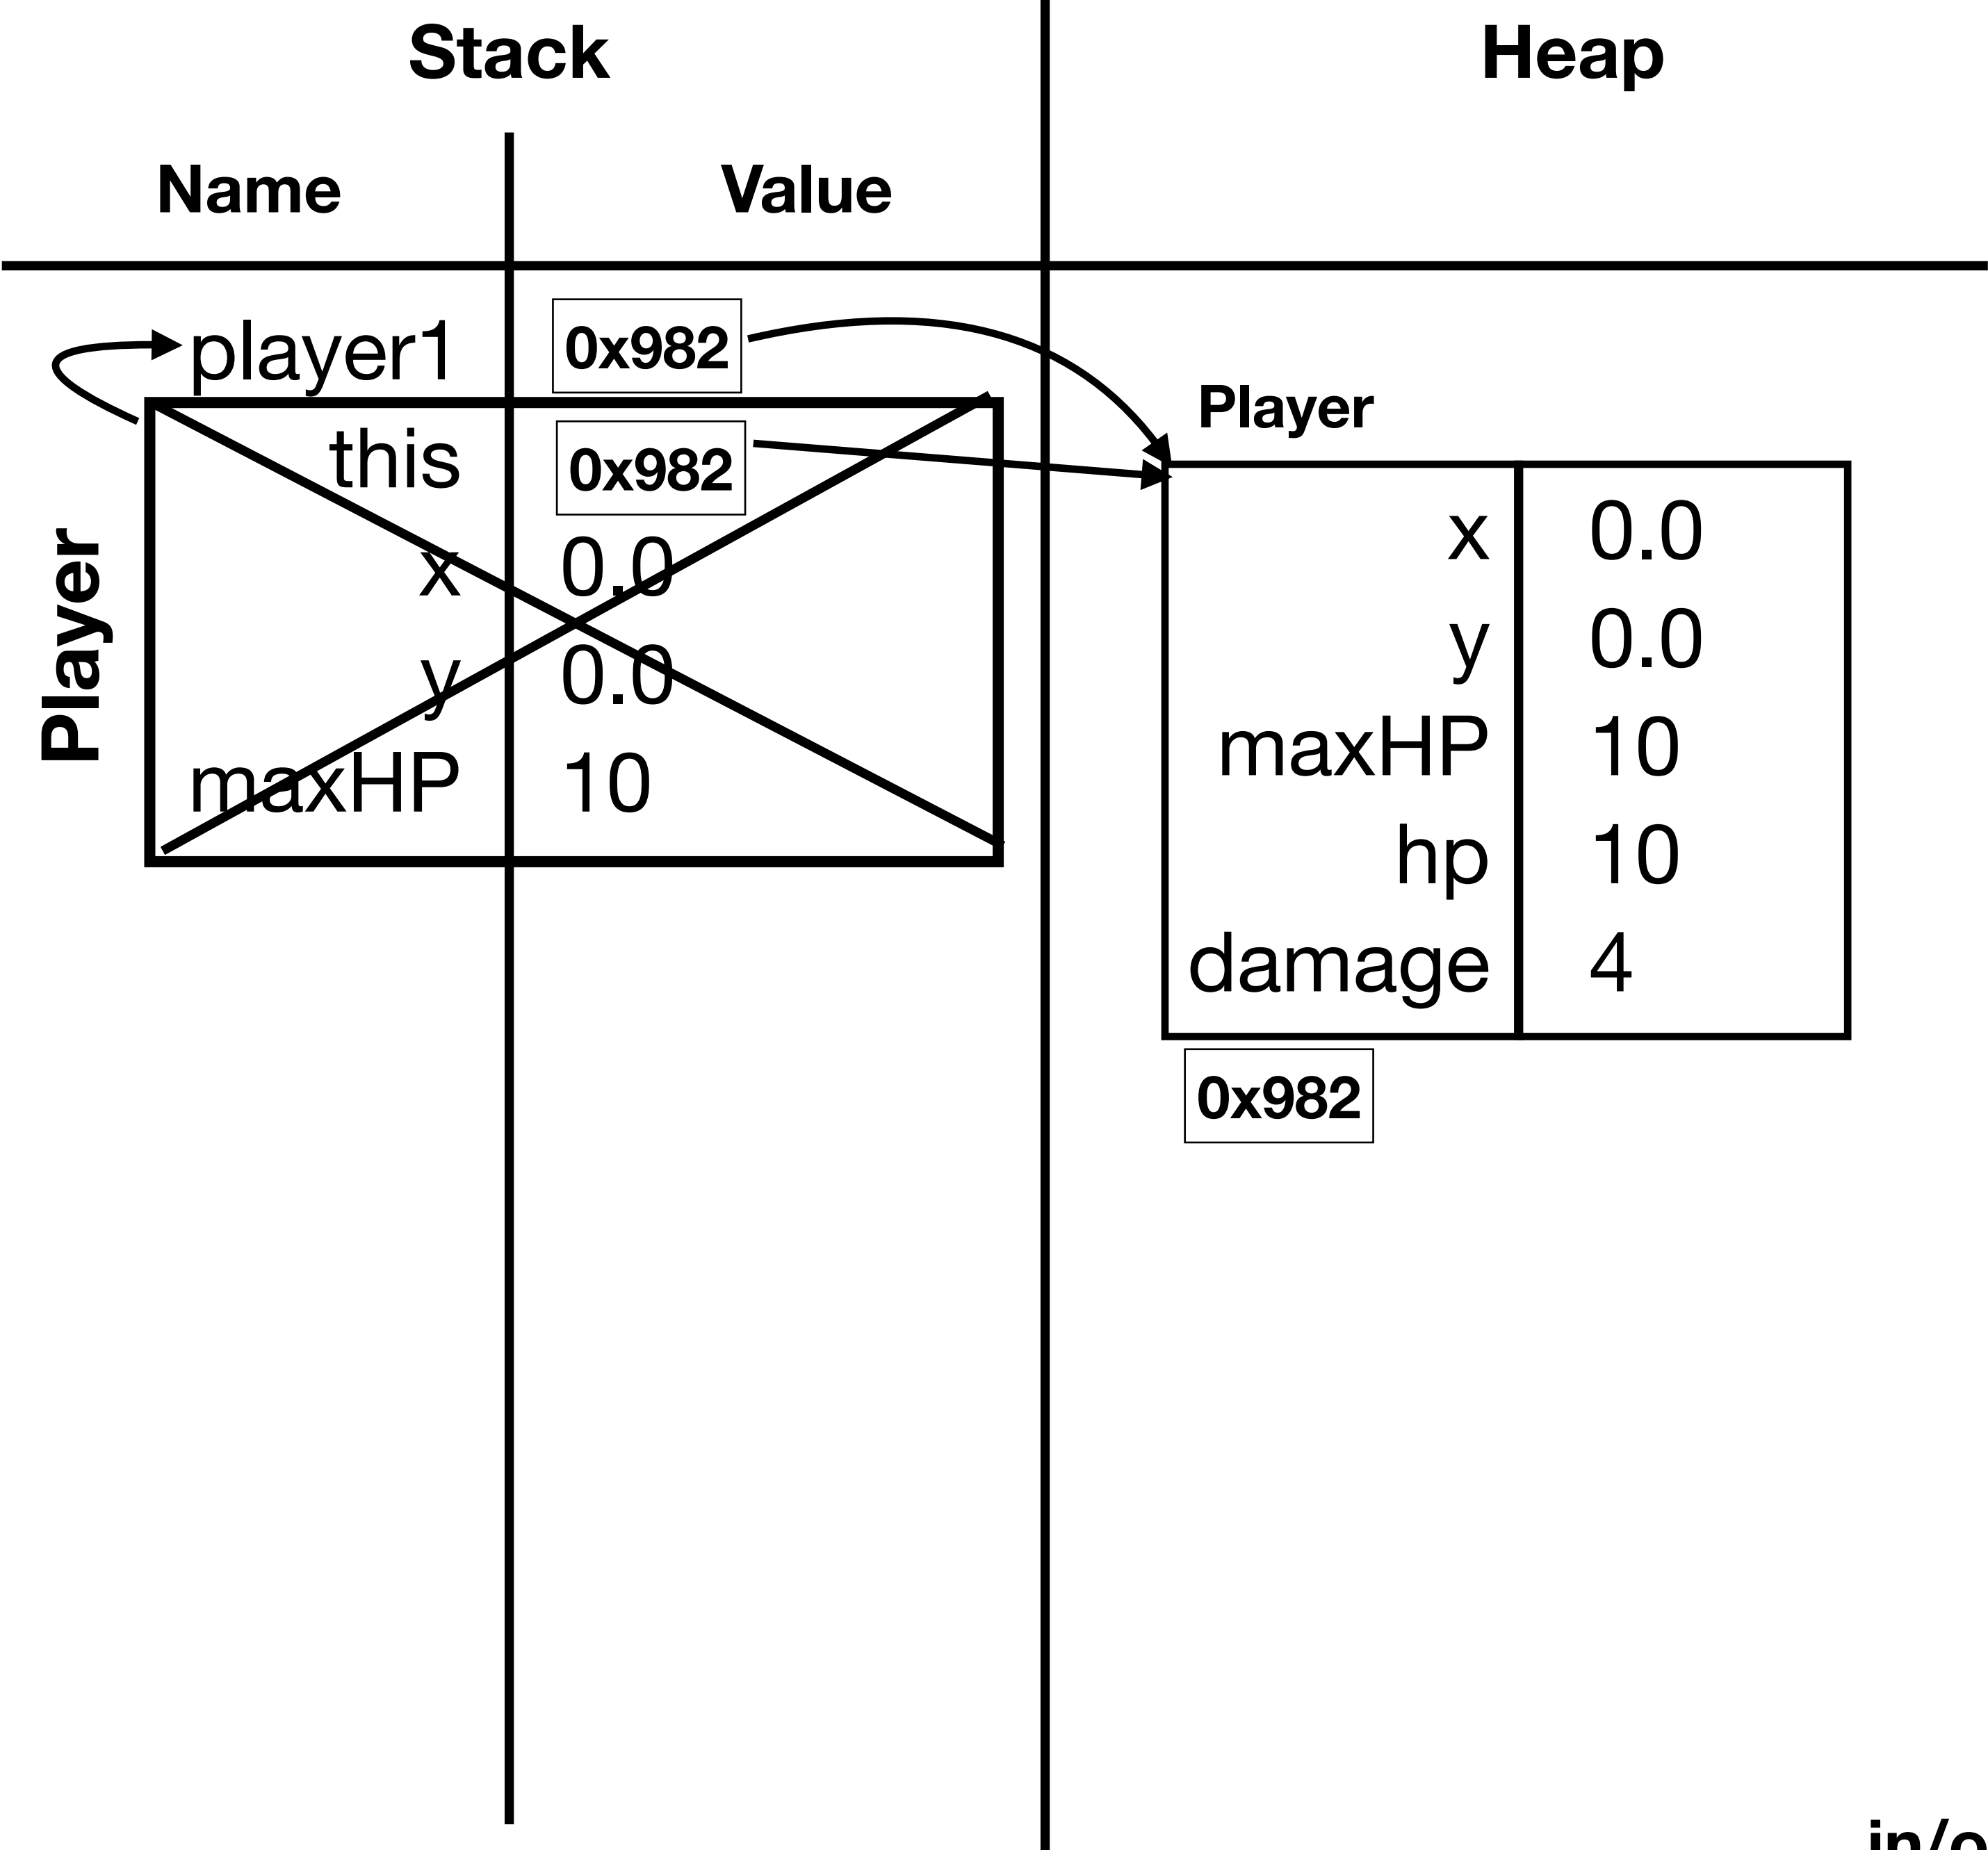 Stack
Heap
Name
Value
player1
0x982
this
0x982
x
0.0
y
0.0
maxHP
10
Player
Player
x
0.0
y
0.0
maxHP
10
hp
10
damage
4
0x982